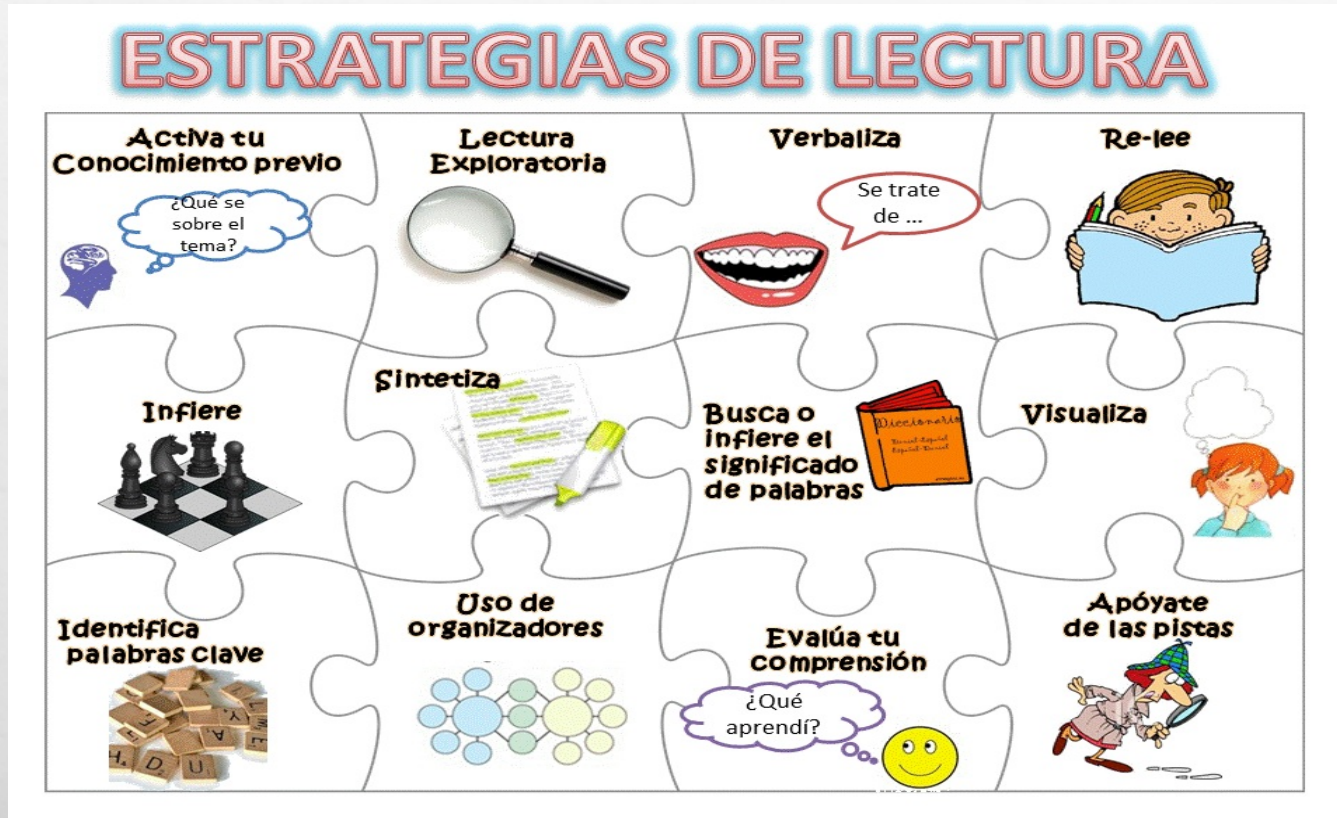 ESTRATEGIAS DE LECTURA
Activa tu
Conocimiento previo
¿Qué se
sobre el
tema?
Lectura
Exploratoria
Verbaliza
Se trate
de ...
Re-lee
Infiere
Sintetiza
Busca o
infiere el
significado
de palabras
Diccionario
Visualiza
Identifica
palabras clave
H D U
Uso de
organizadores
Evalúa tu
comprensión
¿Qué
aprendí?
Apóyate
de las pistas